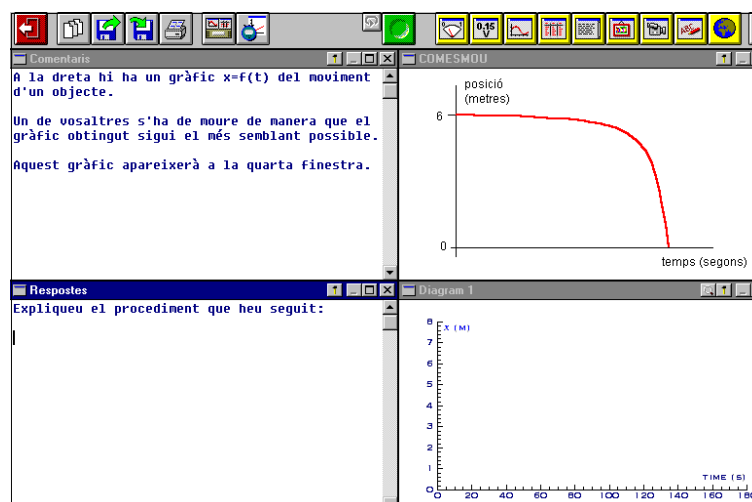 0.15
V
ABC
Comentaris
A la dreta hi ha un gràfic x=f(t) del moviment
d'un objecte.
Un de vosaltres s'ha de moure de manera que el
gràfic obtingut sigui el més semblant possible.
Aquest gràfic apareixerà a la quarta finestra.
COMESMOU
posició
(metres)
6
0
temps (segons)
Respostes
Expliqueu el procediment que heu seguit:
Diagram 1
X (M)
8
7
6
5
4
3
2
1
0
TIME (S)
0 20 40 60 80 100 120 140 160 180